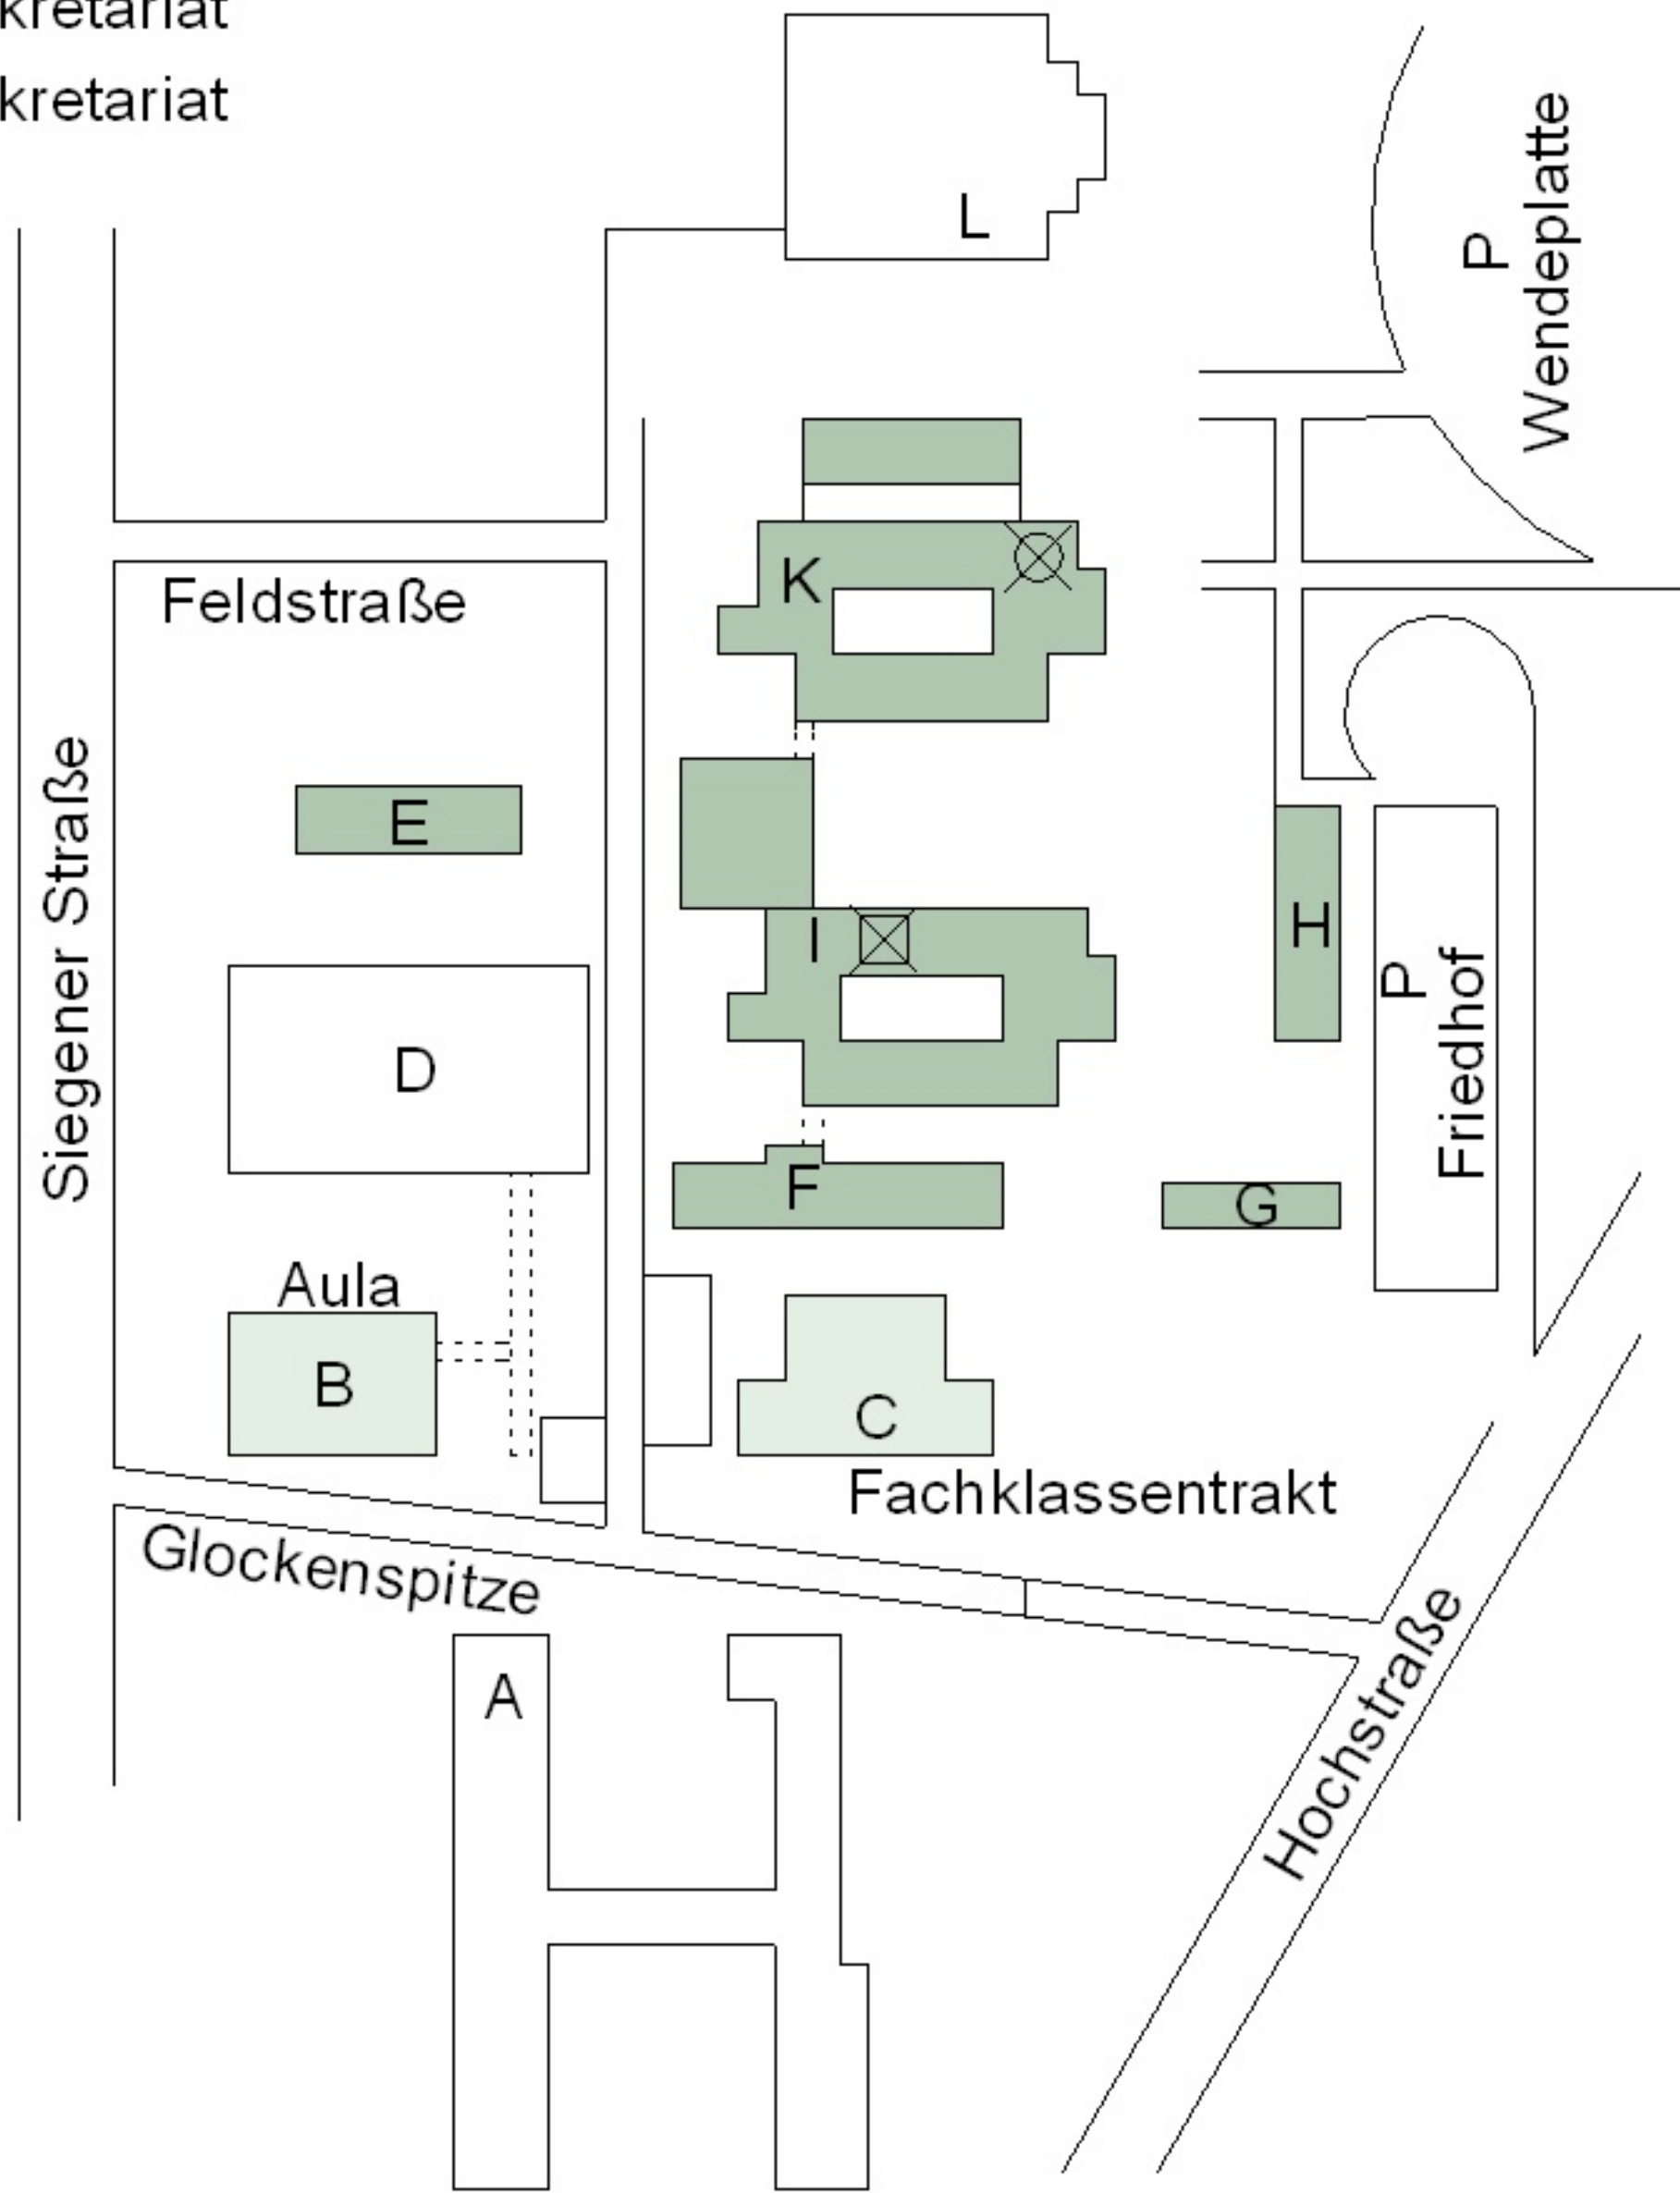 kretariat
kretariat
L
P
Wendeplatte
K
Feldstraße
Siegener Straße
E
I
H
P
Friedhof
D
F
G
Aula
B
C
Fachklassentrakt
Glockenspitze
A
Hochstraße